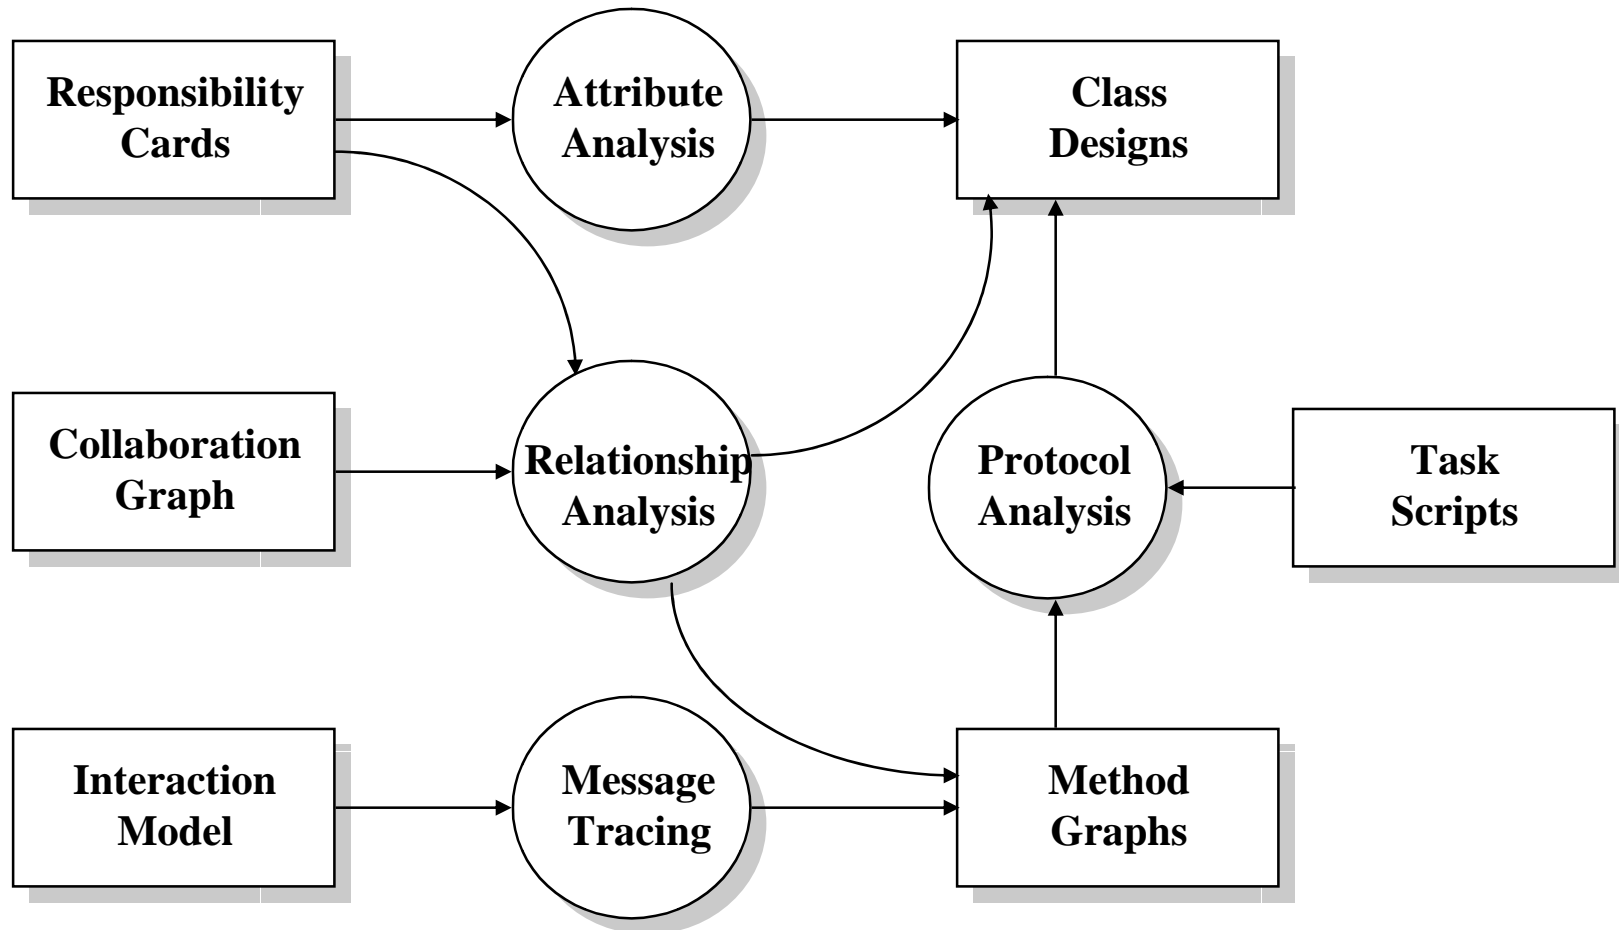 Responsibility
Cards
Attribute
Analysis
Class
Designs
Collaboration
Graph
Relationship
Analysis
Protocol
Analysis
Task
Scripts
Interaction
Model
Message
Tracing
Method
Graphs